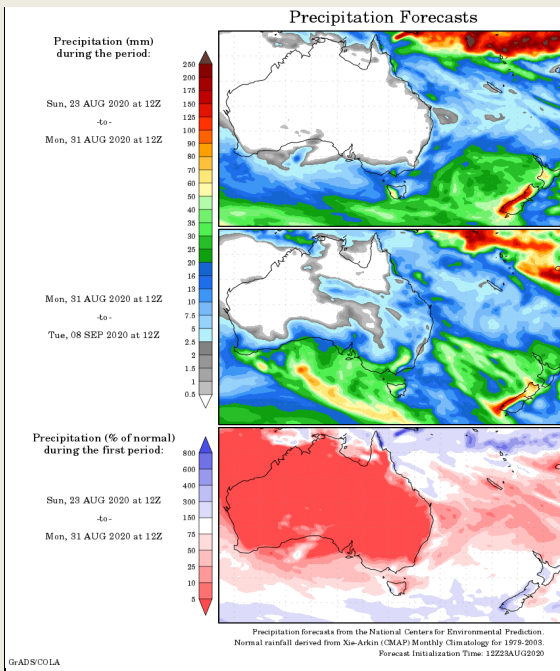 Precipitation Forecasts
Precipitation (mm)
during the period:
Sun, 23 AUG 2020 at 12Z
-to-
Mon, 31 AUG 2020 at 12Z
250
200
175
150
125
100
90
80
70
60
50
40
35
30
25
20
16
13
10
7.5
5
2.5
2
1.5
1
0.5
Mon, 31 AUG 2020 at 12Z
-to-
Tue, 08 SEP 2020 at 12Z
Precipitation (% of normal)
during the first period:
Sun, 23 AUG 2020 at 12Z
-to-
Mon, 31 AUG 2020 at 12Z
800
600
400
300
150
75
50
25
10
5
Precipitation forecasts from the National Centers for Environmental Prediction.
Normal rainfall derived from Xie-Arkin (CMAP) Monthly Climatology for 1979-2003.
Forecast Initialization Time: 12Z23AUG2020
GrADS/COLA